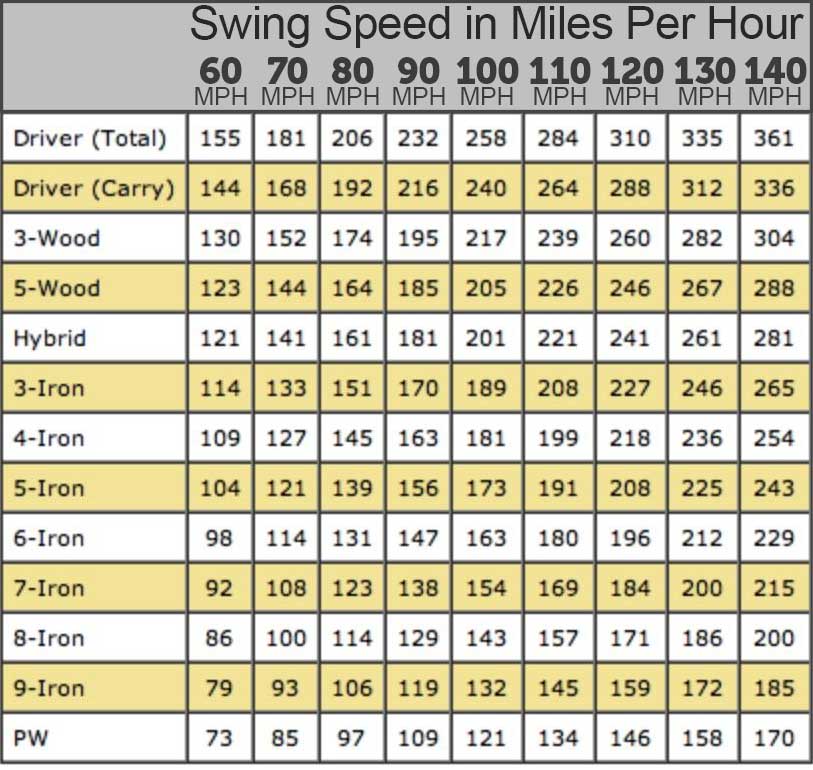 Swing Speed in Miles Per Hour
60 70 80 90 100 110 120 130 140
MPH MPH MPH MPH MPH MPH MPH MPH MPH
Driver (Total) 155 181 206 232 258 284 310 335 361
Driver (Carry) 144 168 192 216 240 264 288 312 336
3-Wood 130 152 174 195 217 239 260 282 304
5-Wood 123 144 164 185 205 226 246 267 288
Hybrid 121 141 161 181 201 221 241 261 281
3-Iron 114 133 151 170 189 208 227 246 265
4-Iron 109 127 145 163 181 199 218 236 254
5-Iron 104 121 139 156 173 191 208 225 243
6-Iron 98 114 131 147 163 180 196 212 229
7-Iron 92 108 123 138 154 169 184 200 215
8-Iron 86 100 114 129 143 157 171 186 200
9-Iron 79 93 106 119 132 145 159 172 185
PW 73 85 97 109 121 134 146 158 170